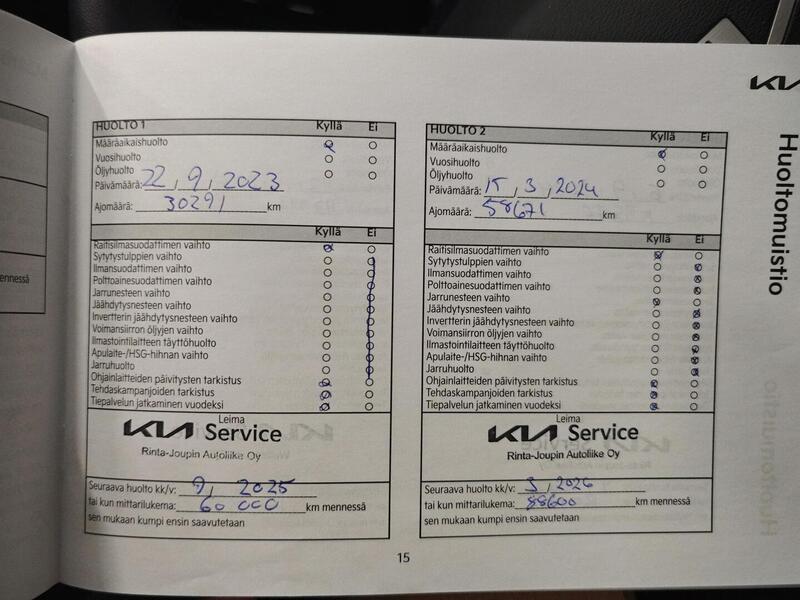 KIA
Huoltomuistio
HUOLTO 1 Kyllä Ei
Määräaikaishuolto
Vuosihuolto
Öljyhuolto
Päivämäärä: 22, 9, 2023
Ajomäärä: 30291 km
Kyllä Ei
Raitisilmasuodattimen vaihto
Sytytystulppien vaihto
Ilmansuodattimen vaihto
Polttoainesuodattimen vaihto
Jarrunesteen vaihto
Jäähdytysnesteen vaihto
Invertterin jäähdytysnesteen vaihto
Voimansiirron öljyjen vaihto
Ilmastointilaitteen täyttöhuolto
Apulaite-/HSG-hihnan vaihto
Jarruhuolto
Ohjainlaitteiden päivitysten tarkistus
Tehdaskampanjoiden tarkistus
Tiepalvelun jatkaminen vuodeksi
Leima
KIA Service
Rinta-Joupin Autoliike Oy
Seuraava huolto kk/v: 9, 2025
tai kun mittarilukema: 60 000 km mennessä
sen mukaan kumpi ensin saavutetaan
HUOLTO 2 Kyllä Ei
Määräaikaishuolto
Vuosihuolto
Öljyhuolto
Päivämäärä: 15, 3, 2024
Ajomäärä: 58671 km
Kyllä Ei
Raitisilmasuodattimen vaihto
Sytytystulppien vaihto
Ilmansuodattimen vaihto
Polttoainesuodattimen vaihto
Jarrunesteen vaihto
Jäähdytysnesteen vaihto
Invertterin jäähdytysnesteen vaihto
Voimansiirron öljyjen vaihto
Ilmastointilaitteen täyttöhuolto
Apulaite-/HSG-hihnan vaihto
Jarruhuolto
Ohjainlaitteiden päivitysten tarkistus
Tehdaskampanjoiden tarkistus
Tiepalvelun jatkaminen vuodeksi
Leima
KIA Service
Rinta-Joupin Autoliike Oy
Seuraava huolto kk/v: 3, 2026
tai kun mittarilukema: 88600 km mennessä
sen mukaan kumpi ensin saavutetaan
15
mennessä